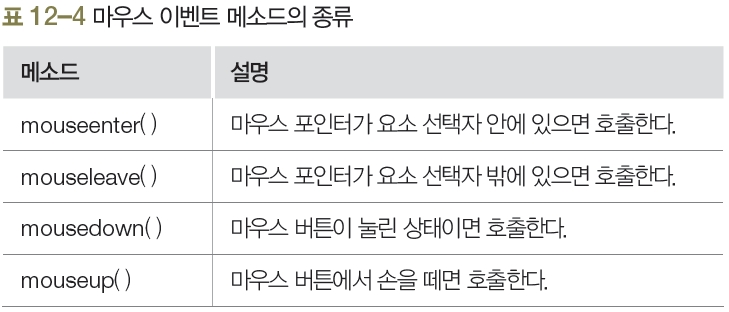 표 12-4 마우스 이벤트 메소드의 종류
메소드 설명
mouseenter( ) 마우스 포인터가 요소 선택자 안에 있으면 호출한다.
mouseleave( ) 마우스 포인터가 요소 선택자 밖에 있으면 호출한다.
mousedown( ) 마우스 버튼이 눌린 상태이면 호출한다.
mouseup( ) 마우스 버튼에서 손을 떼면 호출한다.